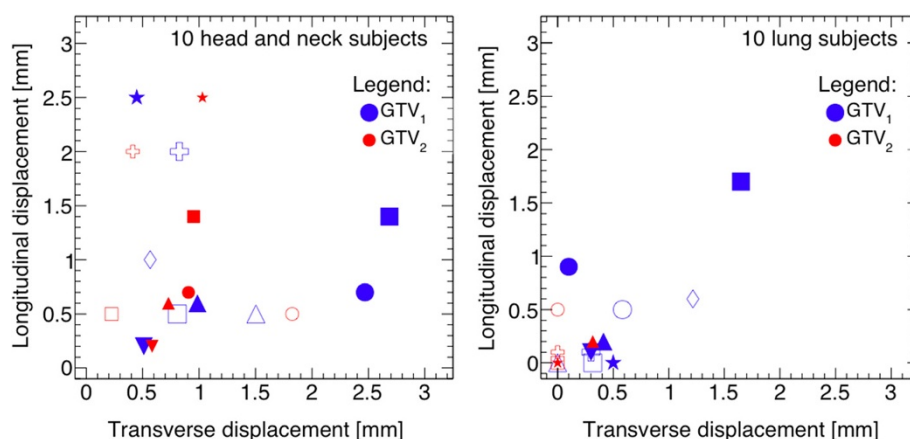 10 head and neck subjects
Legend:
GTV1
GTV2
Longitudinal displacement [mm]
3
2.5
2
1.5
1
0.5
0
0 0.5 1 1.5 2 2.5 3
Transverse displacement [mm]
10 lung subjects
Legend:
GTV1
GTV2
Longitudinal displacement [mm]
3
2.5
2
1.5
1
0.5
0
0 0.5 1 1.5 2 2.5 3
Transverse displacement [mm]